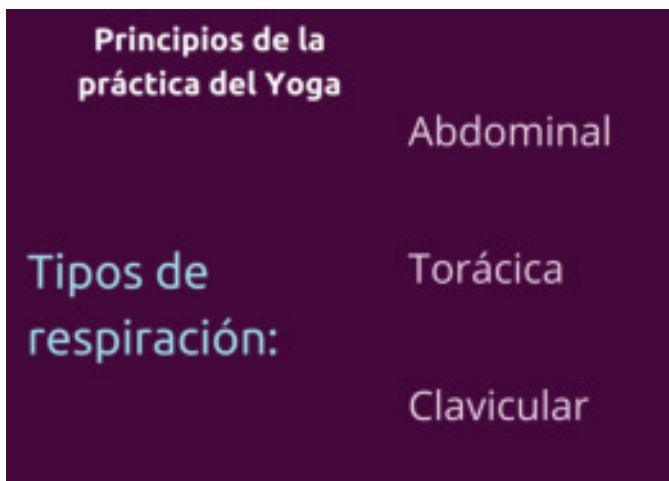 Principios de la
práctica del Yoga
Abdominal
Tipos de
respiración:
Torácica
Clavicular